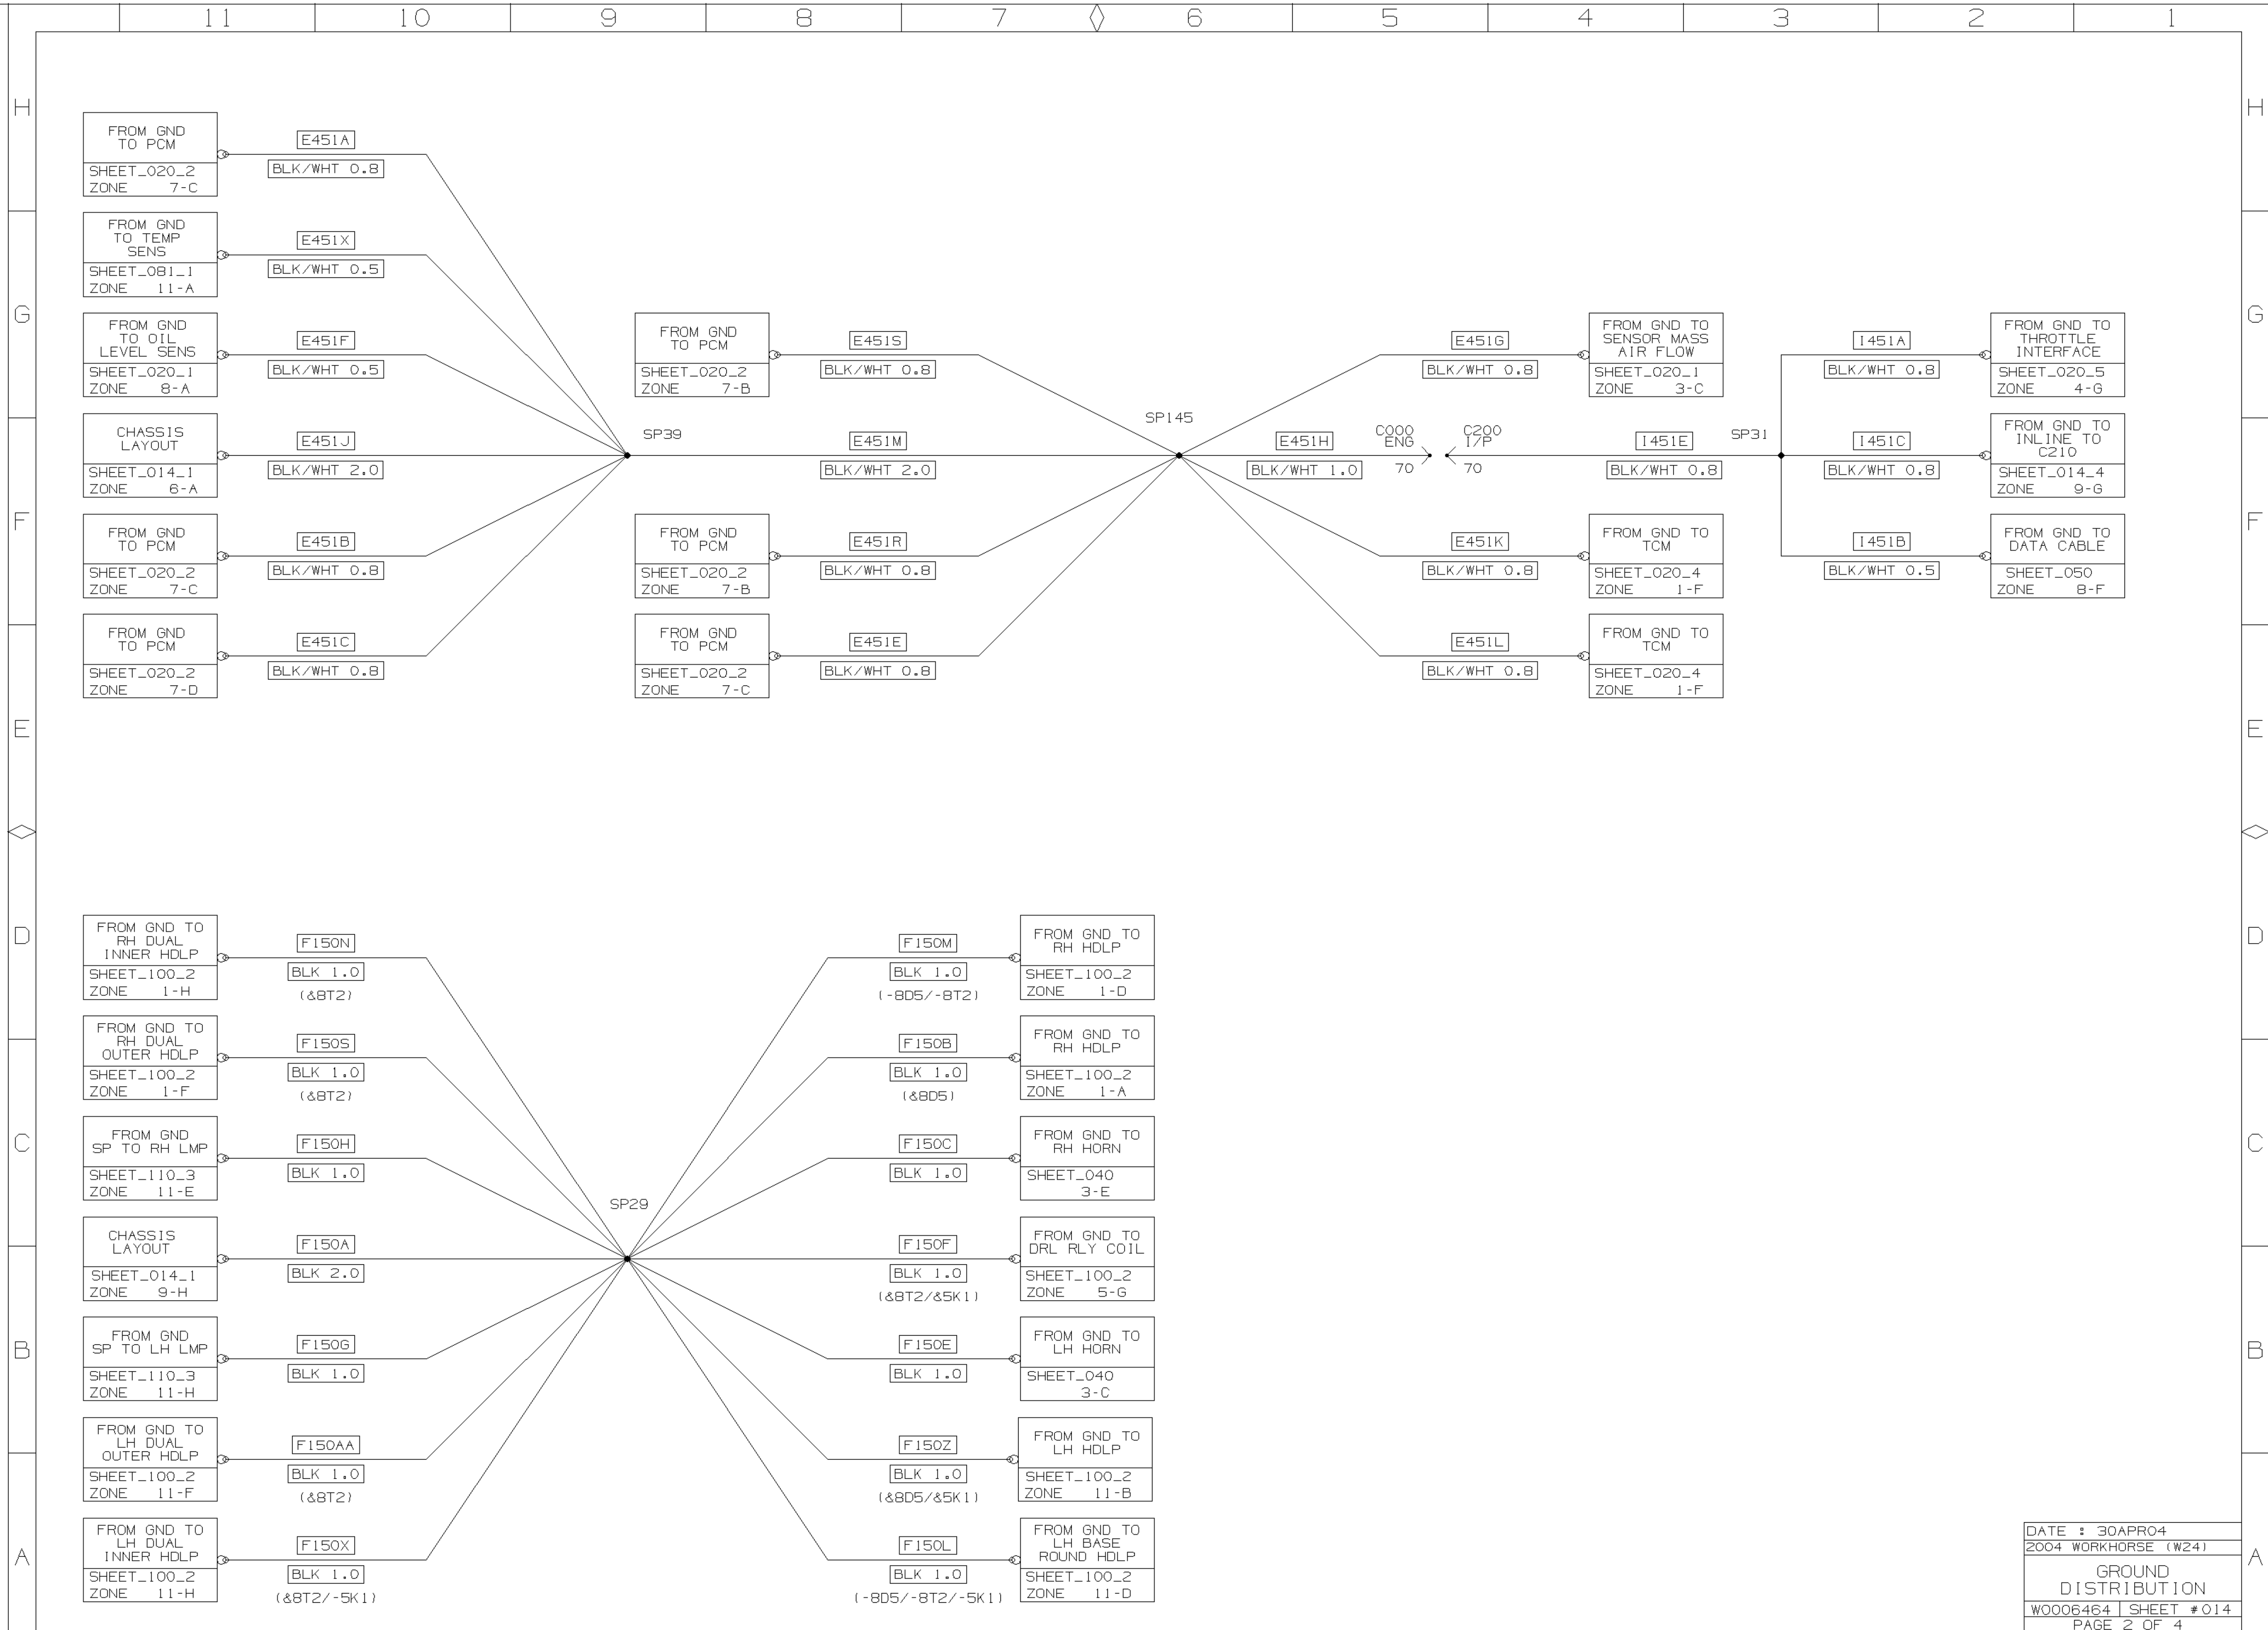 11 10 9 8 7 6 5 4 3 2 1
H
G
F
E
D
C
B
A
H
G
F
E
D
C
B
A
FROM GND
TO PCM
SHEET_020_2
ZONE 7-C
E451A
BLK/WHT 0.8
FROM GND
TO TEMP
SENS
SHEET_081_1
ZONE 11-A
E451X
BLK/WHT 0.5
FROM GND
TO OIL
LEVEL SENS
SHEET_020_1
ZONE 8-A
E451F
BLK/WHT 0.5
CHASSIS
LAYOUT
SHEET_014_1
ZONE 6-A
E451J
BLK/WHT 2.0
FROM GND
TO PCM
SHEET_020_2
ZONE 7-C
E451B
BLK/WHT 0.8
FROM GND
TO PCM
SHEET_020_2
ZONE 7-D
E451C
BLK/WHT 0.8
SP39
FROM GND
TO PCM
SHEET_020_2
ZONE 7-B
E451S
BLK/WHT 0.8
E451M
BLK/WHT 2.0
FROM GND
TO PCM
SHEET_020_2
ZONE 7-B
E451R
BLK/WHT 0.8
FROM GND
TO PCM
SHEET_020_2
ZONE 7-C
E451E
BLK/WHT 0.8
SP145
E451G
BLK/WHT 0.8
FROM GND TO
SENSOR MASS
AIR FLOW
SHEET_020_1
ZONE 3-C
E451H
BLK/WHT 1.0
C000
ENG
70
C200
I/P
70
I451E
BLK/WHT 0.8
SP31
E451K
BLK/WHT 0.8
FROM GND TO
TCM
SHEET_020_4
ZONE 1-F
E451L
BLK/WHT 0.8
FROM GND TO
TCM
SHEET_020_4
ZONE 1-F
I451A
BLK/WHT 0.8
FROM GND TO
THROTTLE
INTERFACE
SHEET_020_5
ZONE 4-G
I451C
BLK/WHT 0.8
FROM GND TO
INLINE TO
C210
SHEET_014_4
ZONE 9-G
I451B
BLK/WHT 0.5
FROM GND TO
DATA CABLE
SHEET_050
ZONE 8-F
FROM GND TO
RH DUAL
INNER HDLP
SHEET_100_2
ZONE 1-H
F150N
BLK 1.0
(&8T2)
FROM GND TO
RH DUAL
OUTER HDLP
SHEET_100_2
ZONE 1-F
F150S
BLK 1.0
(&8T2)
FROM GND
SP TO RH LMP
SHEET_110_3
ZONE 11-E
F150H
BLK 1.0
CHASSIS
LAYOUT
SHEET_014_1
ZONE 9-H
F150A
BLK 2.0
FROM GND
SP TO LH LMP
SHEET_110_3
ZONE 11-H
F150G
BLK 1.0
FROM GND TO
LH DUAL
OUTER HDLP
SHEET_100_2
ZONE 11-F
F150AA
BLK 1.0
(&8T2)
FROM GND TO
LH DUAL
INNER HDLP
SHEET_100_2
ZONE 11-H
F150X
BLK 1.0
(&8T2/-5K1)
SP29
F150M
BLK 1.0
(-8D5/-8T2)
FROM GND TO
RH HDLP
SHEET_100_2
ZONE 1-D
F150B
BLK 1.0
(&8D5)
FROM GND TO
RH HDLP
SHEET_100_2
ZONE 1-A
F150C
BLK 1.0
FROM GND TO
RH HORN
SHEET_040
3-E
F150F
BLK 1.0
(&8T2/&5K1)
FROM GND TO
DRL RLY COIL
SHEET_100_2
ZONE 5-G
F150E
BLK 1.0
FROM GND TO
LH HORN
SHEET_040
3-C
F150Z
BLK 1.0
(&8D5/&5K1)
FROM GND TO
LH HDLP
SHEET_100_2
ZONE 11-B
F150L
BLK 1.0
(-8D5/-8T2/-5K1)
FROM GND TO
LH BASE
ROUND HDLP
SHEET_100_2
ZONE 11-D
DATE : 30APR04
2004 WORKHORSE (W24)
GROUND
DISTRIBUTION
W0006464 SHEET #014
PAGE 2 OF 4